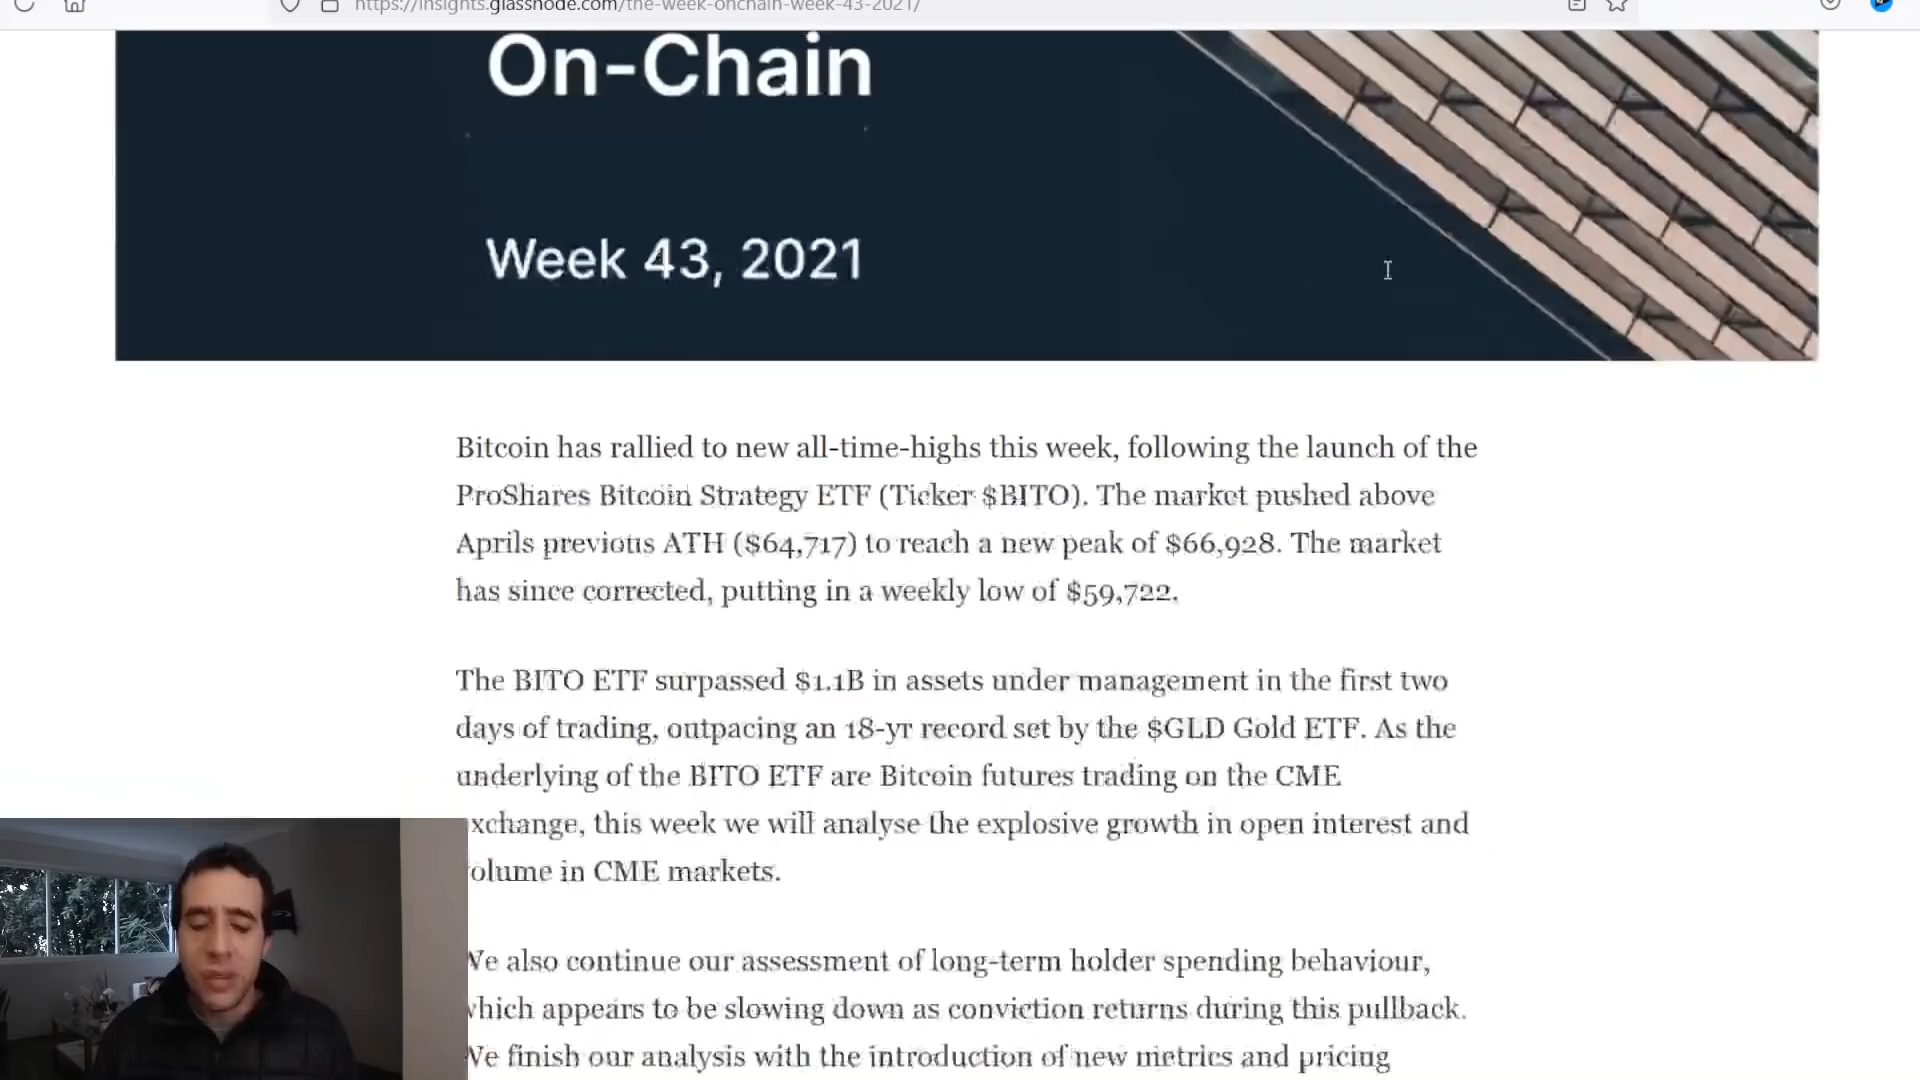 https://insights.glassnode.com/the-week-onchain-week-43-2021/
On-Chain
Week 43, 2021
Bitcoin has rallied to new all-time-highs this week, following the launch of the
ProShares Bitcoin Strategy ETF (Ticker $BITO). The market pushed above
Aprils previous ATH ($64,717) to reach a new peak of $66,928. The market
has since corrected, putting in a weekly low of $59,722.
The BITO ETF surpassed $1.1B in assets under management in the first two
days of trading, outpacing an 18-yr record set by the $GLD Gold ETF. As the
underlying of the BITO ETF are Bitcoin futures trading on the CME
xchange, this week we will analyse the explosive growth in open interest and
olume in CME markets.
We also continue our assessment of long-term holder spending behaviour,
which appears to be slowing down as conviction returns during this pullback.
We finish our analysis with the introduction of new metrics and pricing